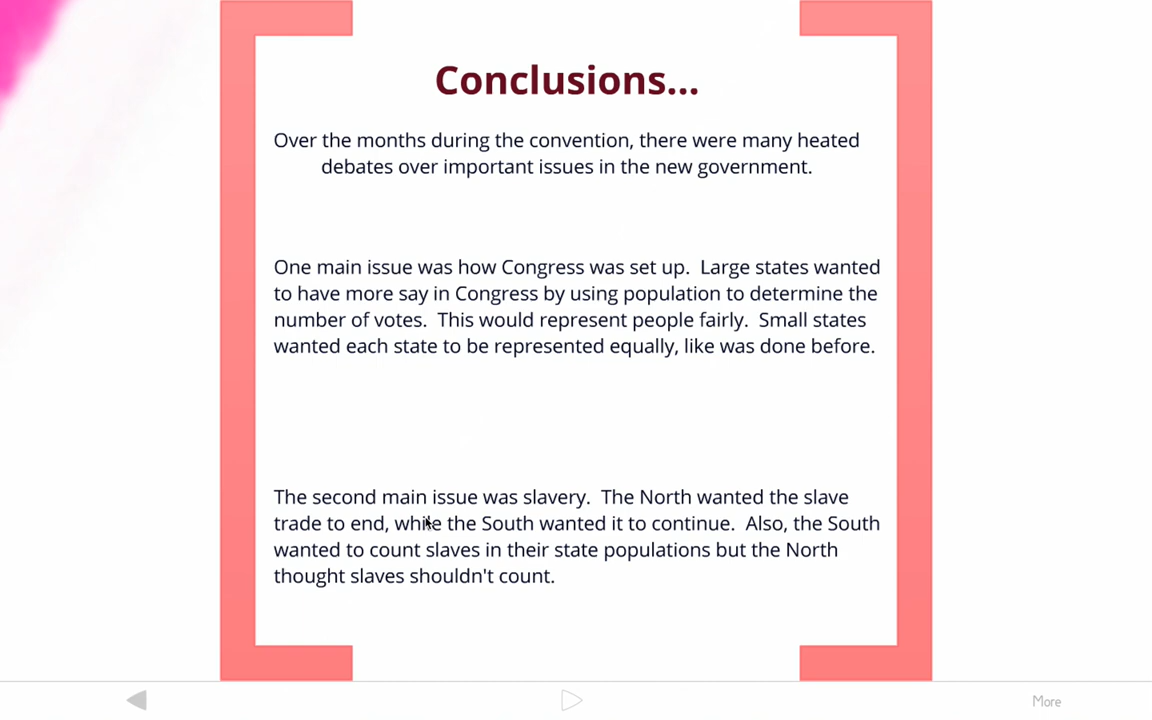 Conclusions...
Over the months during the convention, there were many heated
debates over important issues in the new government.
One main issue was how Congress was set up.  Large states wanted
to have more say in Congress by using population to determine the
number of votes.  This would represent people fairly.  Small states
wanted each state to be represented equally, like was done before.
The second main issue was slavery.  The North wanted the slave
trade to end, while the South wanted it to continue.  Also, the South
wanted to count slaves in their state populations but the North
thought slaves shouldn't count.
More